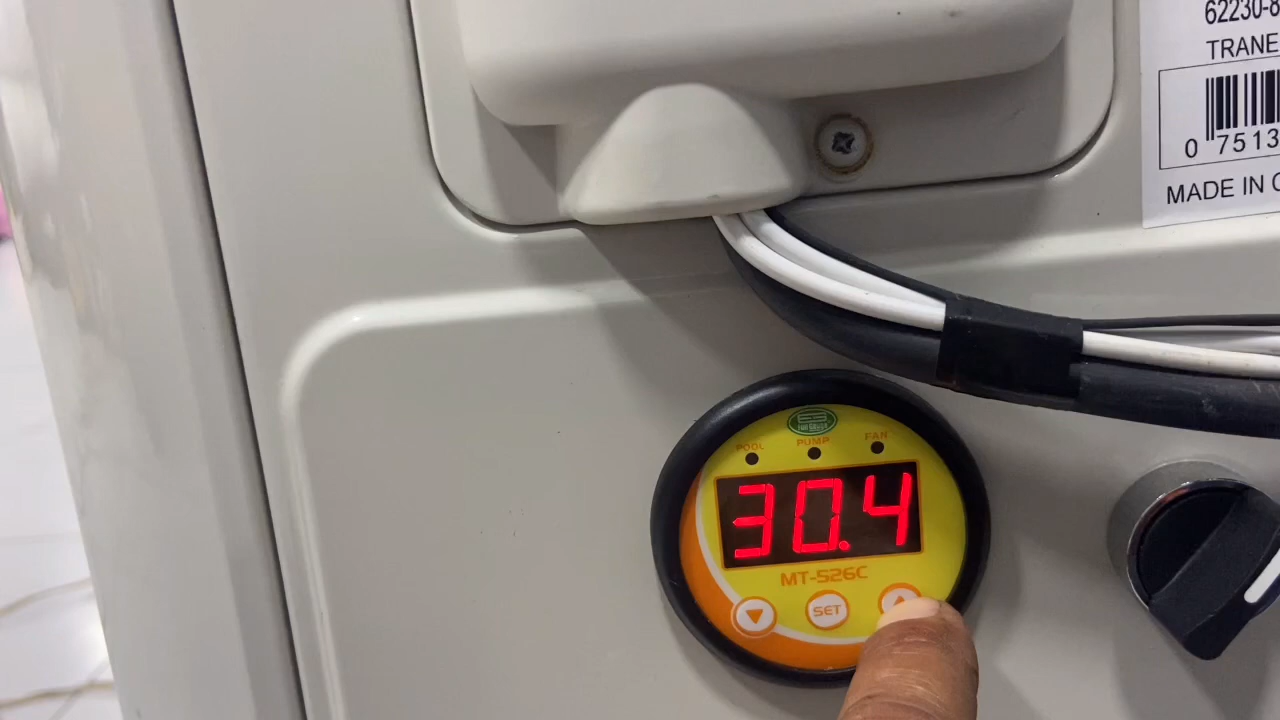 62230-8
TRANE
0 7513
MADE IN C
POOL PUMP FAN
30.4
MT-526C
SET